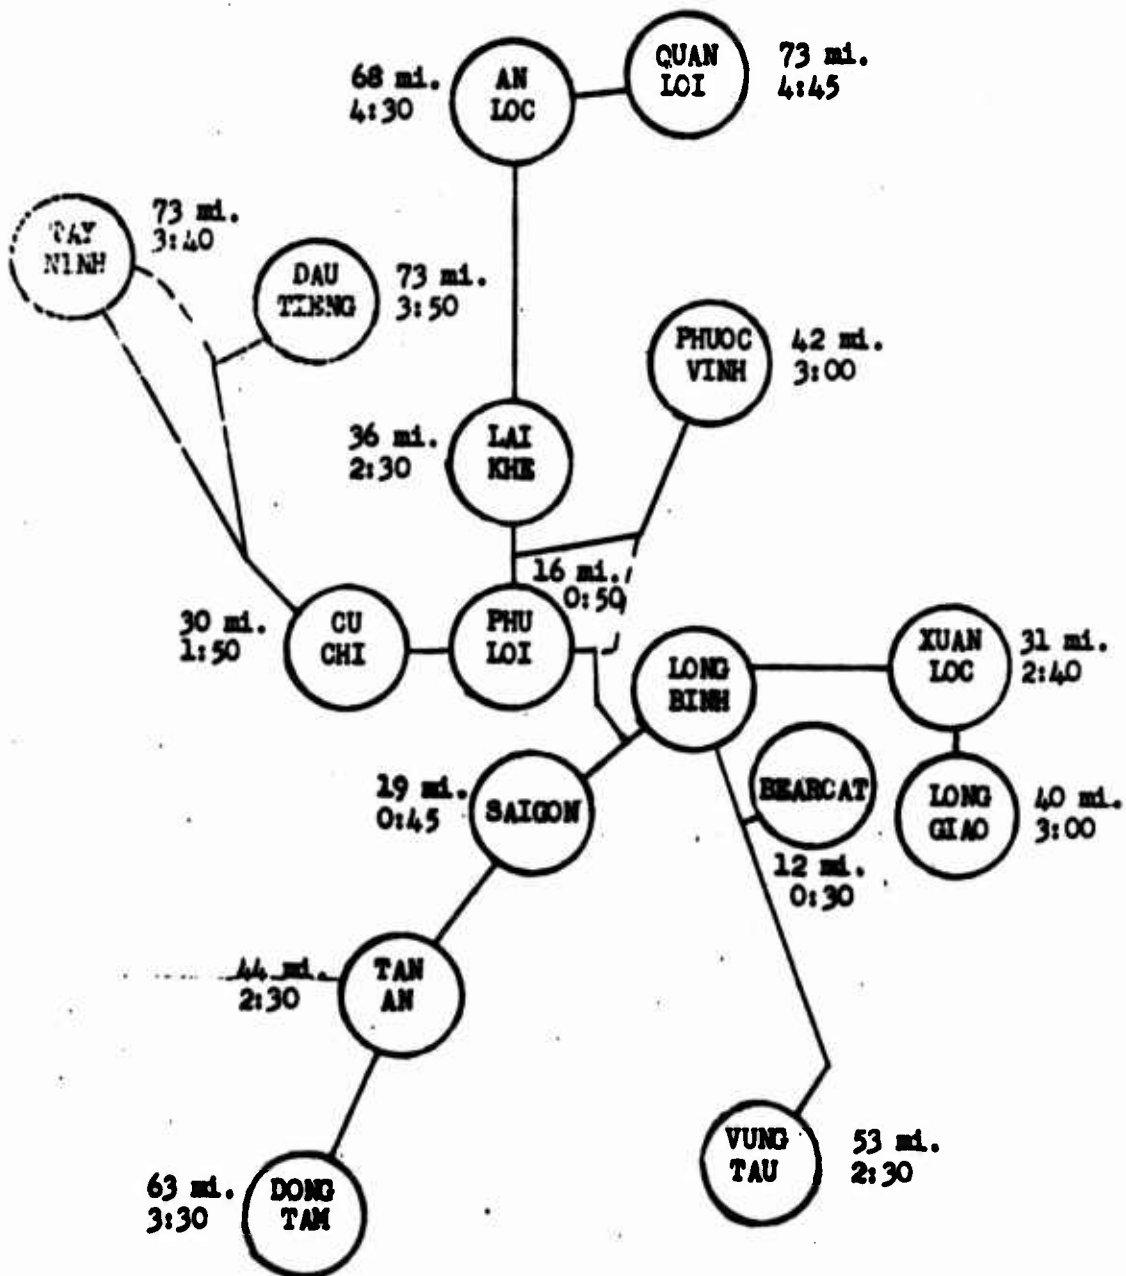 68 mi.
4:30
AN
LOC
QUAN
LOI
73 mi.
4:45
TAY
NINH
73 mi.
3:40
DAU
TIENG
73 mi.
3:50
PHUOC
VINH
42 mi.
3:00
36 mi.
2:30
LAI
KHE
16 mi.
0:50
30 mi.
1:50
CU
CHI
PHU
LOI
LONG
BINH
XUAN
LOC
31 mi.
2:40
19 mi.
0:45
SAIGON
BEARCAT
12 mi.
0:30
LONG
GIAO
40 mi.
3:00
44 mi.
2:30
TAN
AN
63 mi.
3:30
DONG
TAM
VUNG
TAU
53 mi.
2:30